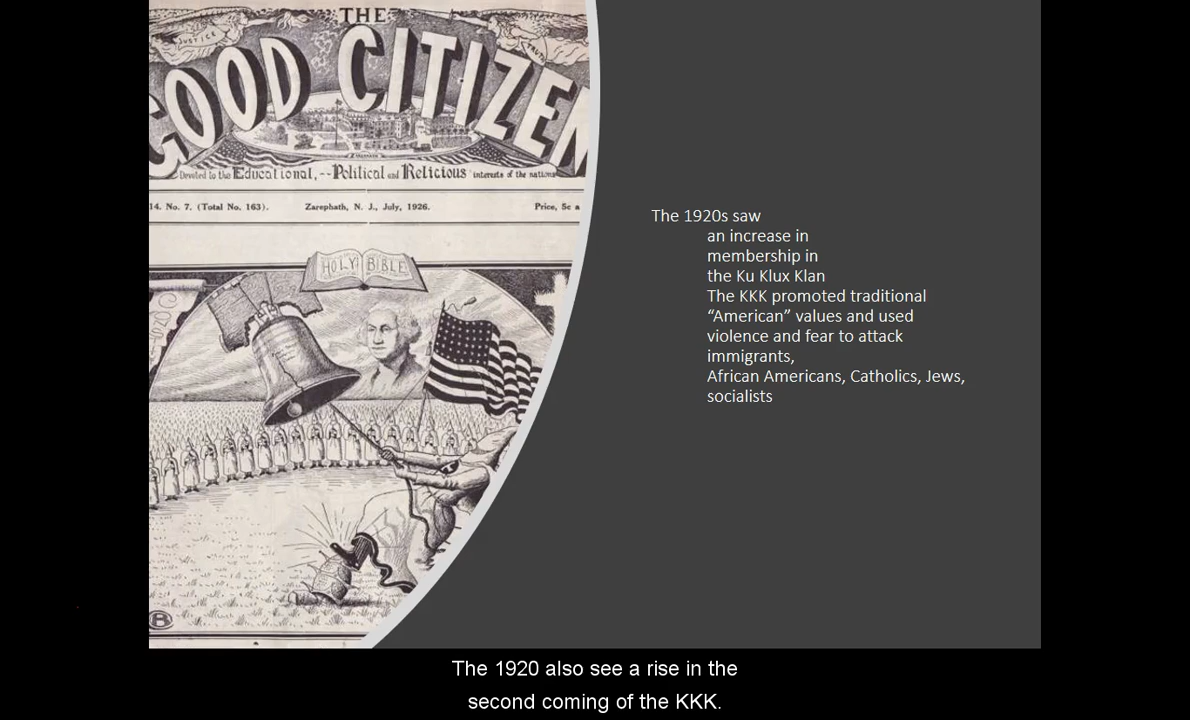 THE
JUSTICE
TRUTH
GOOD CITIZEN
Devoted to the Educational, -- Political and Religious interests of the nation
14. No. 7. (Total No. 163). Zarephath, N. J., July, 1926. Price, 5c a
HOLY BIBLE
1920
B
The 1920s saw
an increase in
membership in
the Ku Klux Klan
The KKK promoted traditional
“American” values and used
violence and fear to attack
immigrants,
African Americans, Catholics, Jews,
socialists
The 1920 also see a rise in the
second coming of the KKK.